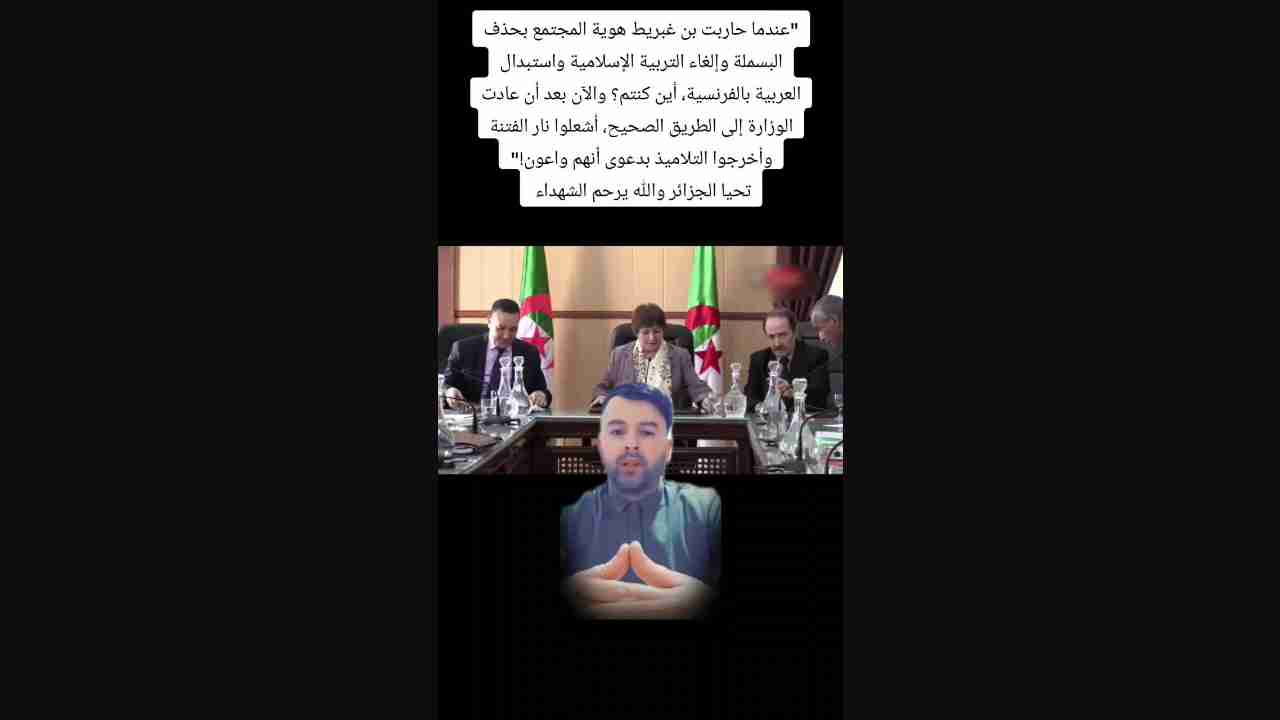 "عندما حاربت بن غبريط هوية المجتمع بحذف
البسملة وإلغاء التربية الإسلامية واستبدال
العربية بالفرنسية، أين كنتم؟ والآن بعد أن عادت
الوزارة إلى الطريق الصحيح، أشعلوا نار الفتنة
وأخرجوا التلاميذ بدعوى أنهم واعون!"
تحيا الجزائر والله يرحم الشهداء